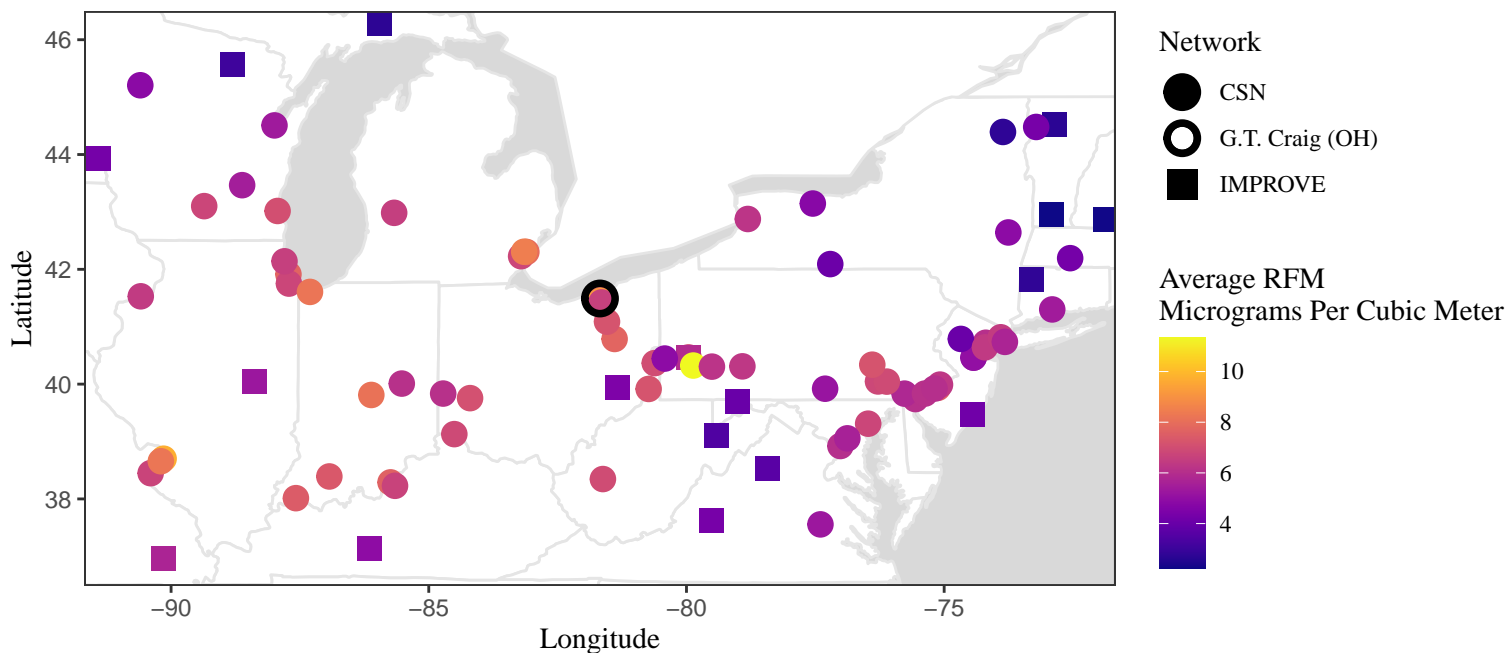 46
44
42
40
38
Latitude
−90
−85
−80
−75
Longitude
Network
CSN
G.T. Craig (OH)
IMPROVE
Average RFM
Micrograms Per Cubic Meter
10
8
6
4